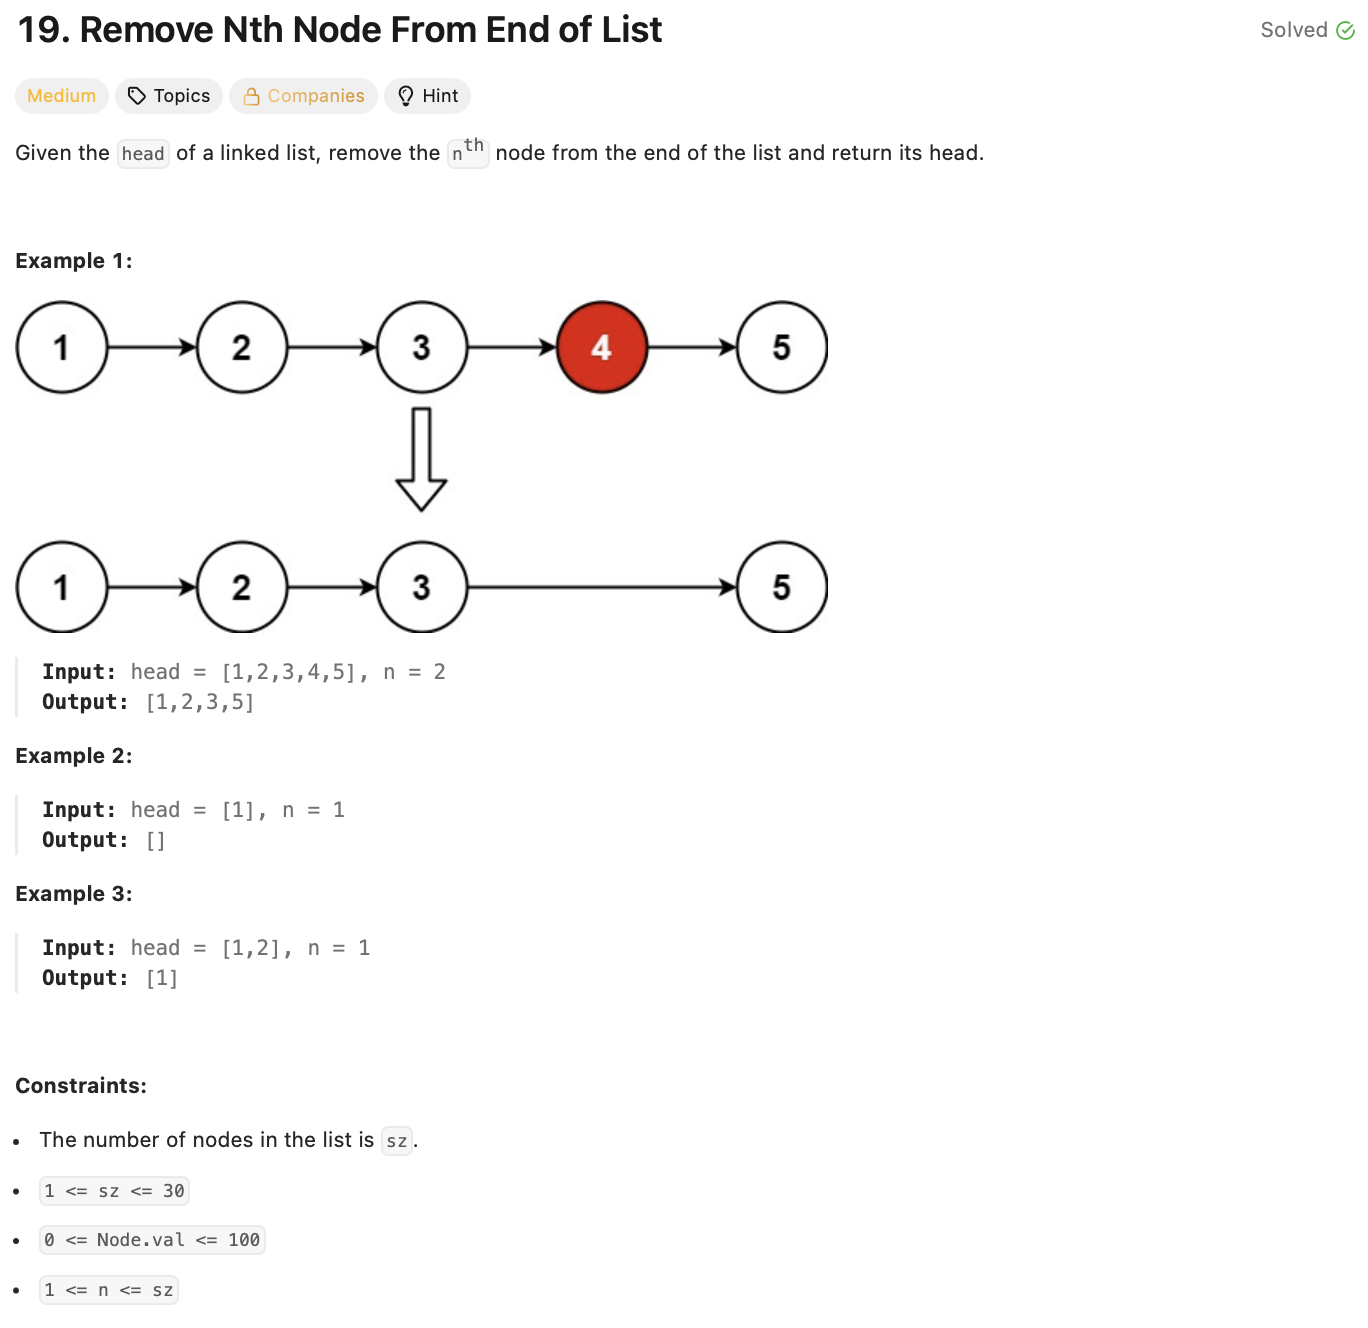 19. Remove Nth Node From End of List
Solved
Medium Topics Companies Hint
Given the head of a linked list, remove the nth node from the end of the list and return its head.
Example 1:
1 2 3 4 5
1 2 3 5
Input: head = [1,2,3,4,5], n = 2
Output: [1,2,3,5]
Example 2:
Input: head = [1], n = 1
Output: []
Example 3:
Input: head = [1,2], n = 1
Output: [1]
Constraints:
• The number of nodes in the list is sz.
• 1 <= sz <= 30
• 0 <= Node.val <= 100
• 1 <= n <= sz